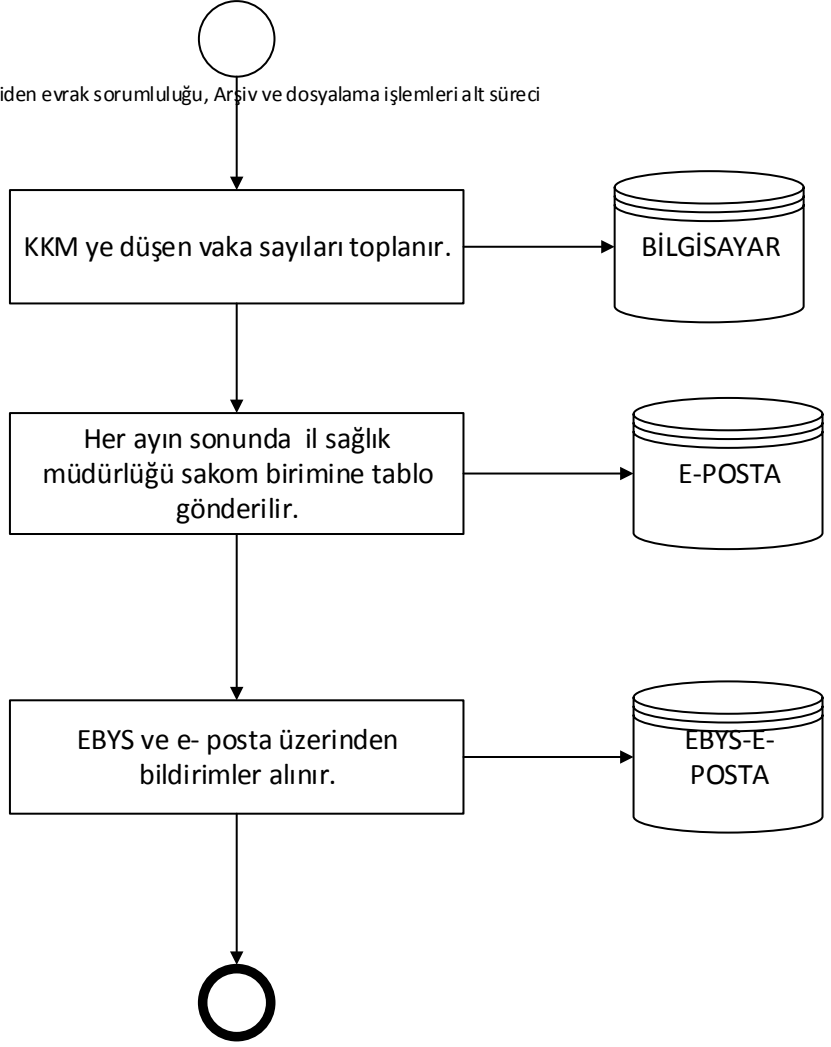 iden evrak sorumluluğu, Arşiv ve dosyalama işlemleri alt süreci
KKM ye düşen vaka sayıları toplanır.
BİLGİSAYAR
Her ayın sonunda il sağlık
müdürlüğü sakom birimine tablo
gönderilir.
E-POSTA
EBYS ve e- posta üzerinden
bildirimler alınır.
EBYS-E-
POSTA